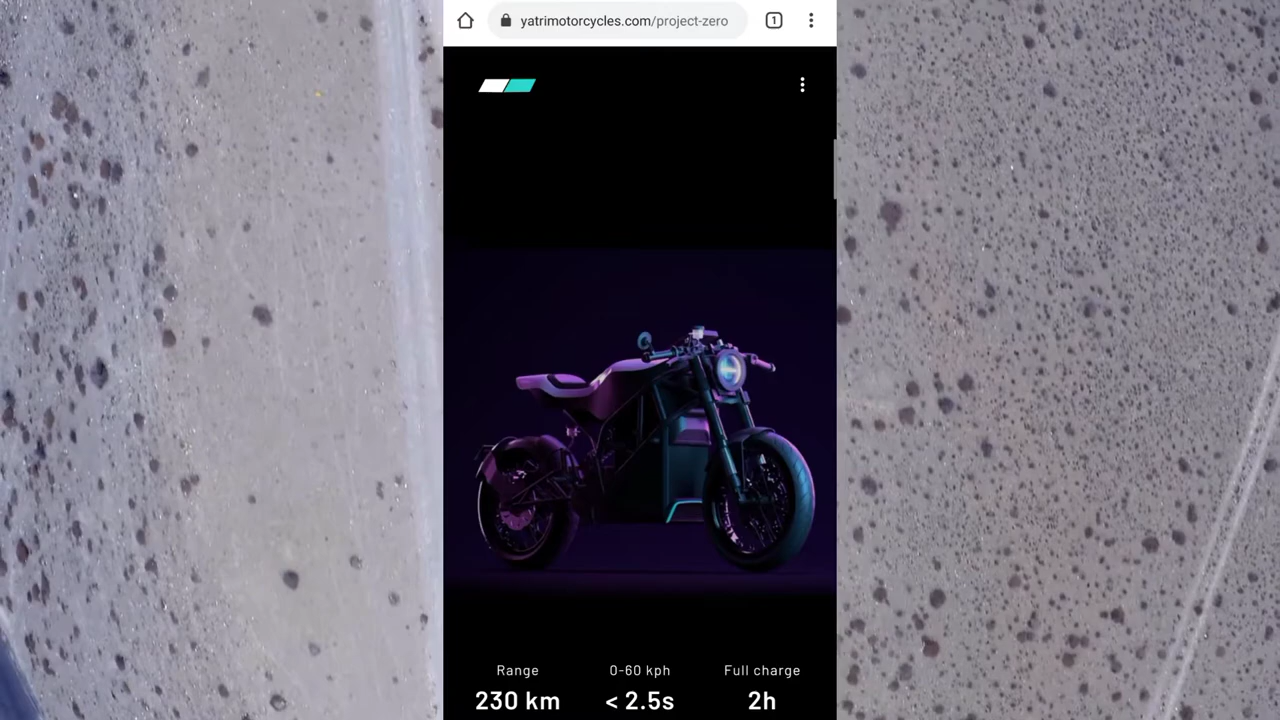 yatrimotorcycles.com/project-zero
1
Range 0-60 kph Full charge
230 km < 2.5s 2h